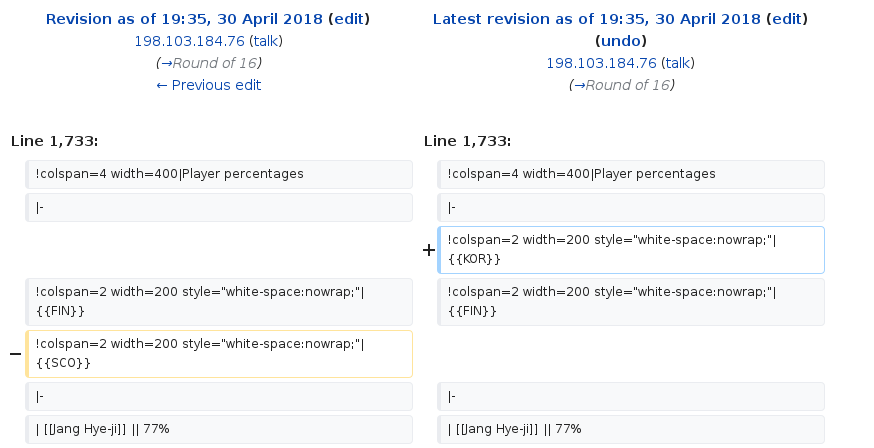 Revision as of 19:35, 30 April 2018 (edit)
198.103.184.76 (talk)
(→Round of 16)
← Previous edit
Latest revision as of 19:35, 30 April 2018 (edit)
(undo)
198.103.184.76 (talk)
(→Round of 16)
Line 1,733:
Line 1,733:
!colspan=4 width=400|Player percentages
!colspan=4 width=400|Player percentages
|-
|-
+
!colspan=2 width=200 style="white-space:nowrap;"|
{{KOR}}
!colspan=2 width=200 style="white-space:nowrap;"|
{{FIN}}
!colspan=2 width=200 style="white-space:nowrap;"|
{{FIN}}
−
!colspan=2 width=200 style="white-space:nowrap;"|
{{SCO}}
|-
|-
| [[Jang Hye-ji]] || 77%
| [[Jang Hye-ji]] || 77%